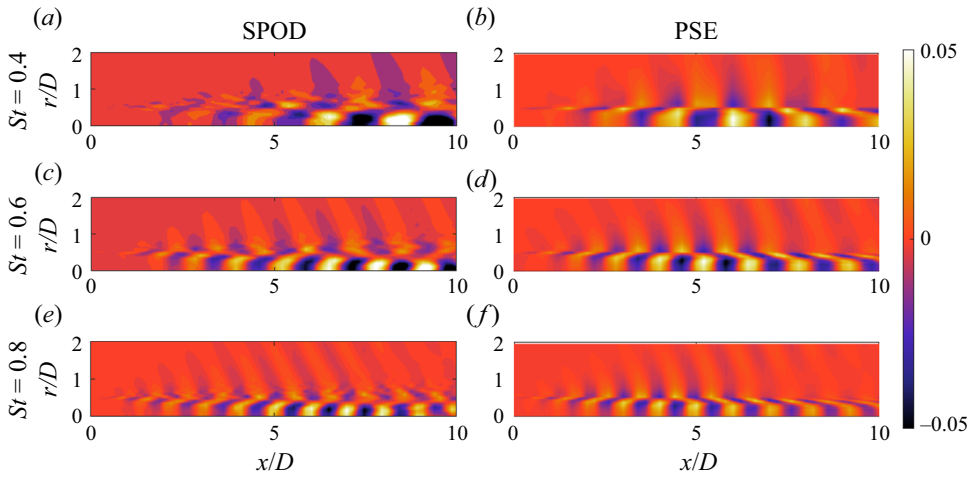 (a) SPOD (b) PSE
St = 0.4 r/D 2 1 0 0 5 10 2 1 0 0 5 10 0.05
(c) (d)
St = 0.6 r/D 2 1 0 0 5 10 2 1 0 0 5 10 0
(e) (f)
St = 0.8 r/D 2 1 0 0 5 10 2 1 0 0 5 10 –0.05
x/D x/D